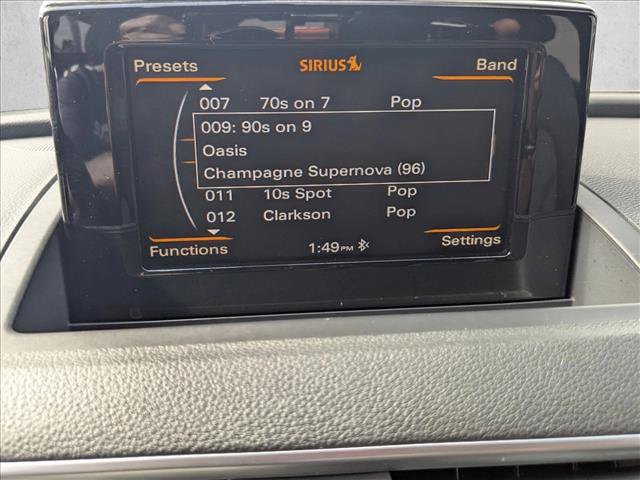 Presets SIRIUS Band
007 70s on 7 Pop
009: 90s on 9
Oasis
Champagne Supernova (96)
011 10s Spot Pop
012 Clarkson Pop
Functions 1:49PM Settings